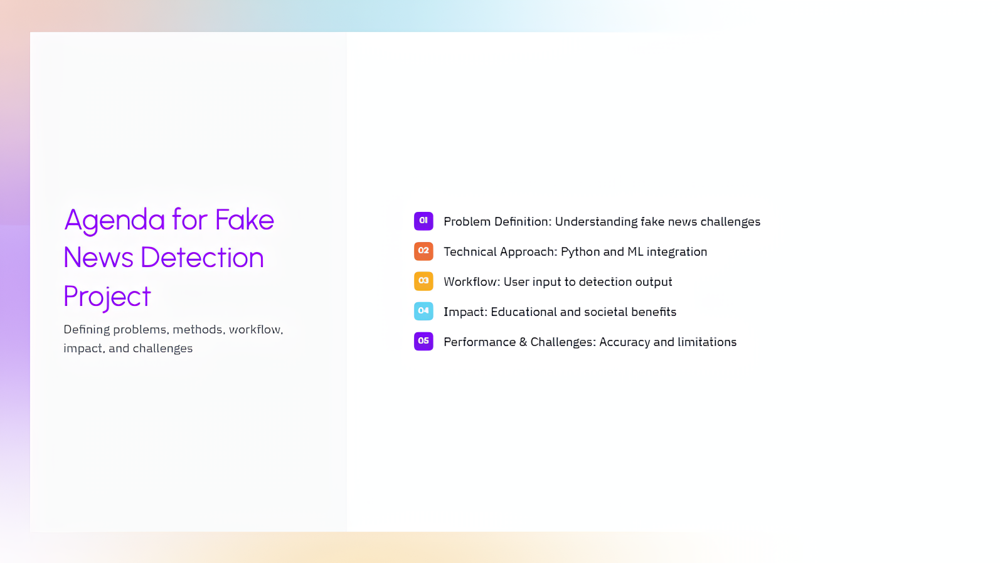 Agenda for Fake
News Detection
Project
Defining problems, methods, workflow,
impact, and challenges
01 Problem Definition: Understanding fake news challenges
02 Technical Approach: Python and ML integration
03 Workflow: User input to detection output
04 Impact: Educational and societal benefits
05 Performance & Challenges: Accuracy and limitations